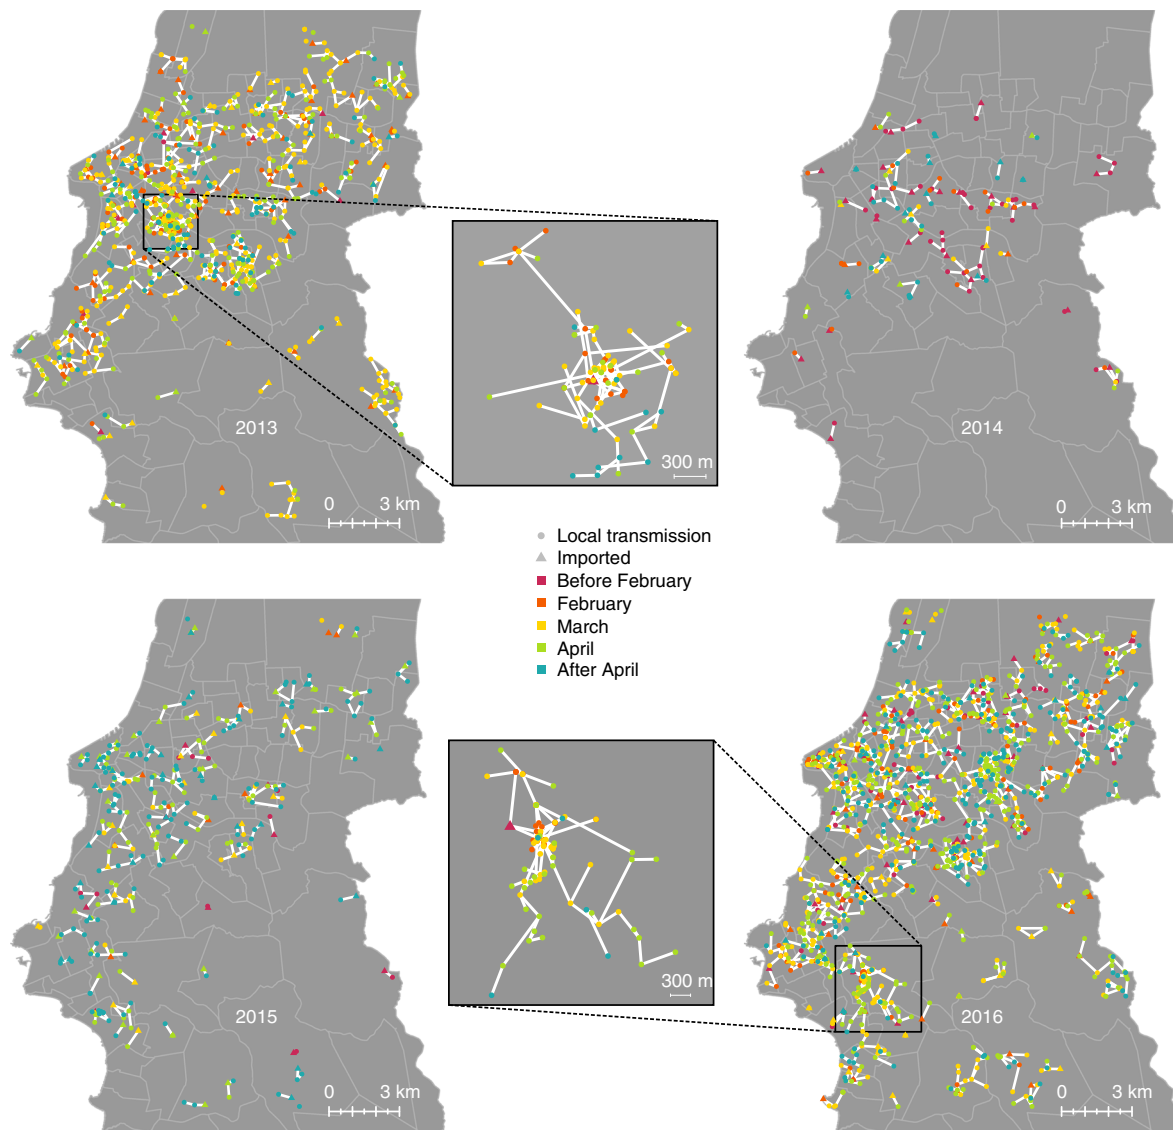 2013
0 3 km
300 m
2014
0 3 km
Local transmission
Imported
Before February
February
March
April
After April
2015
0 3 km
300 m
2016
0 3 km